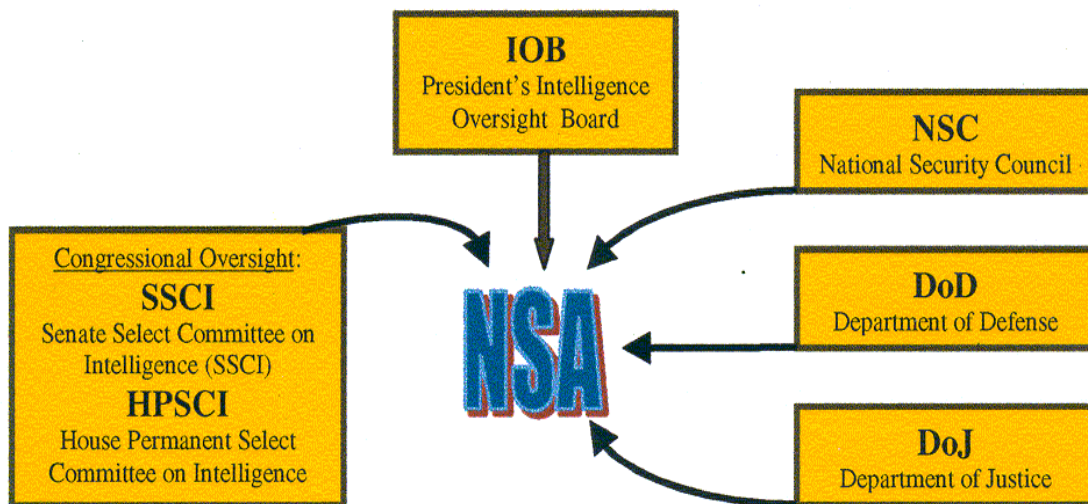 IOB
President's Intelligence
Oversight Board
NSC
National Security Council
Congressional Oversight:
SSCI
Senate Select Committee on
Intelligence (SSCI)
HPSCI
House Permanent Select
Committee on Intelligence
NSA
DoD
Department of Defense
DoJ
Department of Justice